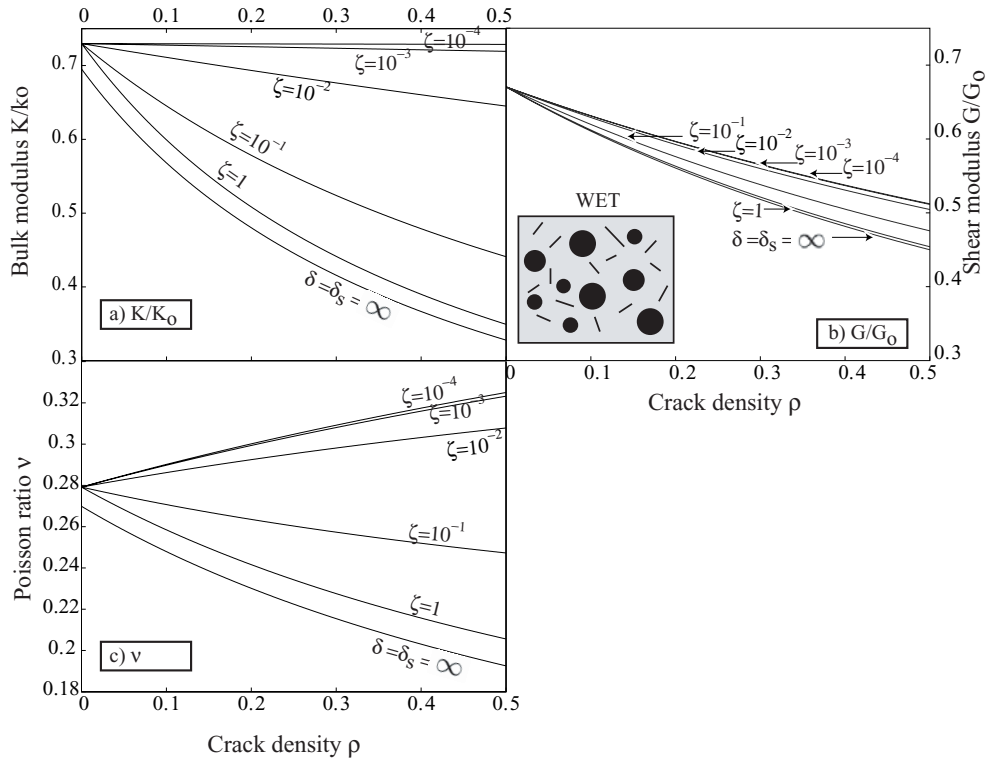 0 0.1 0.2 0.3 0.4 0.5
Bulk modulus K/ko
0.7
0.6
0.5
0.4
0.3
ζ=10⁻⁴
ζ=10⁻³
ζ=10⁻²
ζ=10⁻¹
ζ=1
δ =δₛ = ∞
a) K/Kₒ
Shear modulus G/Gₒ
0.7
0.6
0.5
0.4
0.3
ζ=10⁻¹
ζ=10⁻²
ζ=10⁻³
ζ=10⁻⁴
ζ=1
δ =δₛ = ∞
WET
b) G/Gₒ
0 0.1 0.2 0.3 0.4 0.5
Crack density ρ
Poisson ratio ν
0.32
0.3
0.28
0.26
0.24
0.22
0.2
0.18
ζ=10⁻⁴
ζ=10⁻³
ζ=10⁻²
ζ=10⁻¹
ζ=1
δ =δₛ = ∞
c) ν
0 0.1 0.2 0.3 0.4 0.5
Crack density ρ